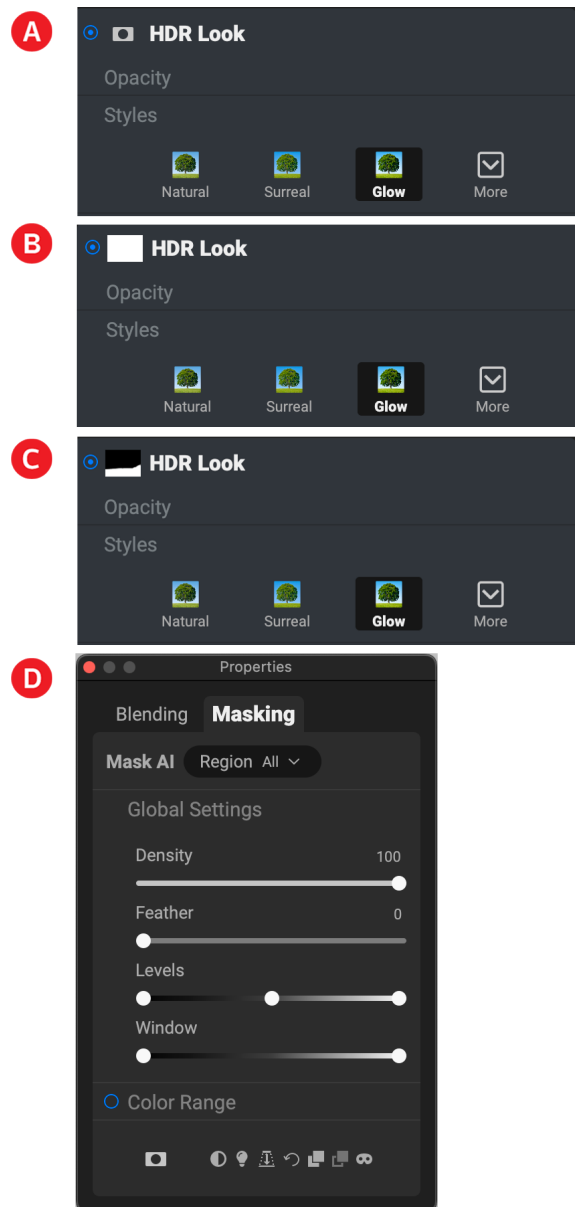 A
HDR Look
Opacity
Styles
Natural Surreal Glow More
B
HDR Look
Opacity
Styles
Natural Surreal Glow More
C
HDR Look
Opacity
Styles
Natural Surreal Glow More
D
Properties
Blending Masking
Mask AI Region All
Global Settings
Density 100
Feather 0
Levels
Window
Color Range